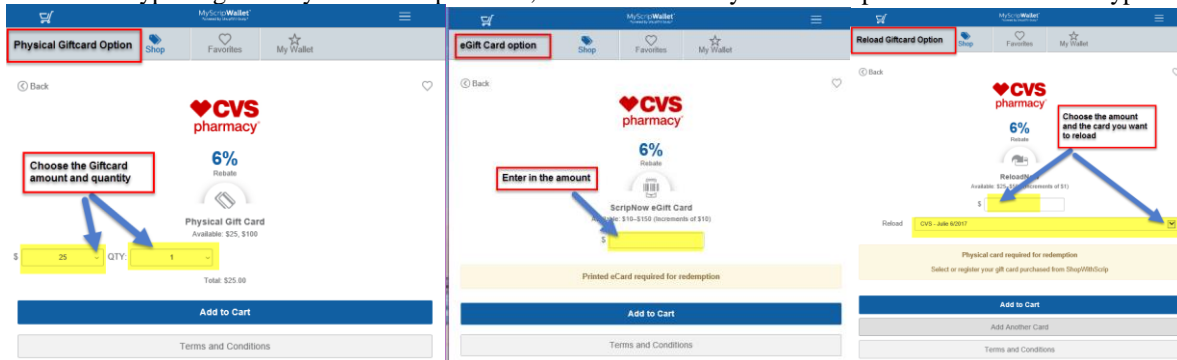 MyScripWallet
Physical Giftcard Option
Shop
Favorites
My Wallet
Back
CVS
pharmacy
6%
Rebate
Choose the Giftcard
amount and quantity
Physical Gift Card
Available: $25, $100
$ 25 QTY: 1
Total: $25.00
Add to Cart
Terms and Conditions
MyScripWallet
eGift Card option
Shop
Favorites
My Wallet
Back
CVS
pharmacy
6%
Rebate
Enter in the amount
ScripNow eGift Card
Available: $10-$150 (Increments of $10)
$
Printed eCard required for redemption
Add to Cart
Terms and Conditions
MyScripWallet
Reload Giftcard Option
Shop
Favorites
My Wallet
Back
CVS
pharmacy
6%
Rebate
Choose the amount
and the card you want
to reload
$
Reload CVS - Julie 6/2017
Physical card required for redemption
Select or register your gift card purchased from ShopWithScrip
Add to Cart
Add Another Card
Terms and Conditions